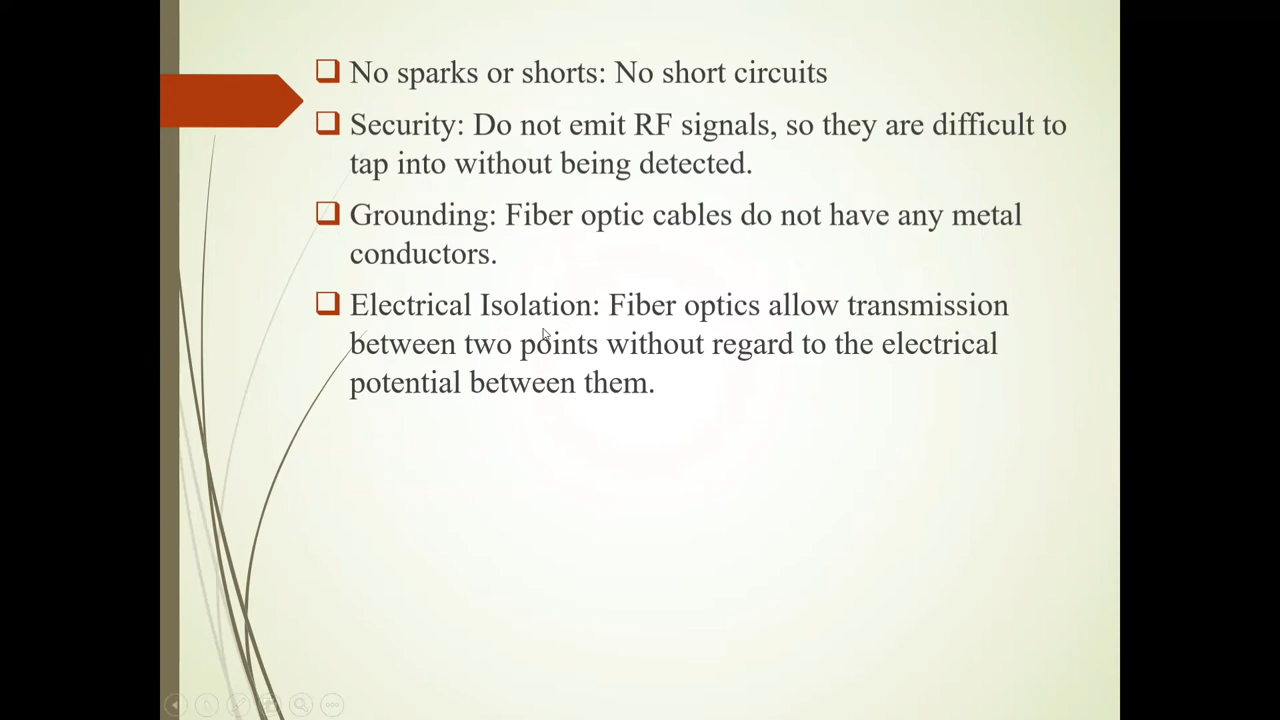 No sparks or shorts: No short circuits
Security: Do not emit RF signals, so they are difficult to
tap into without being detected.
Grounding: Fiber optic cables do not have any metal
conductors.
Electrical Isolation: Fiber optics allow transmission
between two points without regard to the electrical
potential between them.